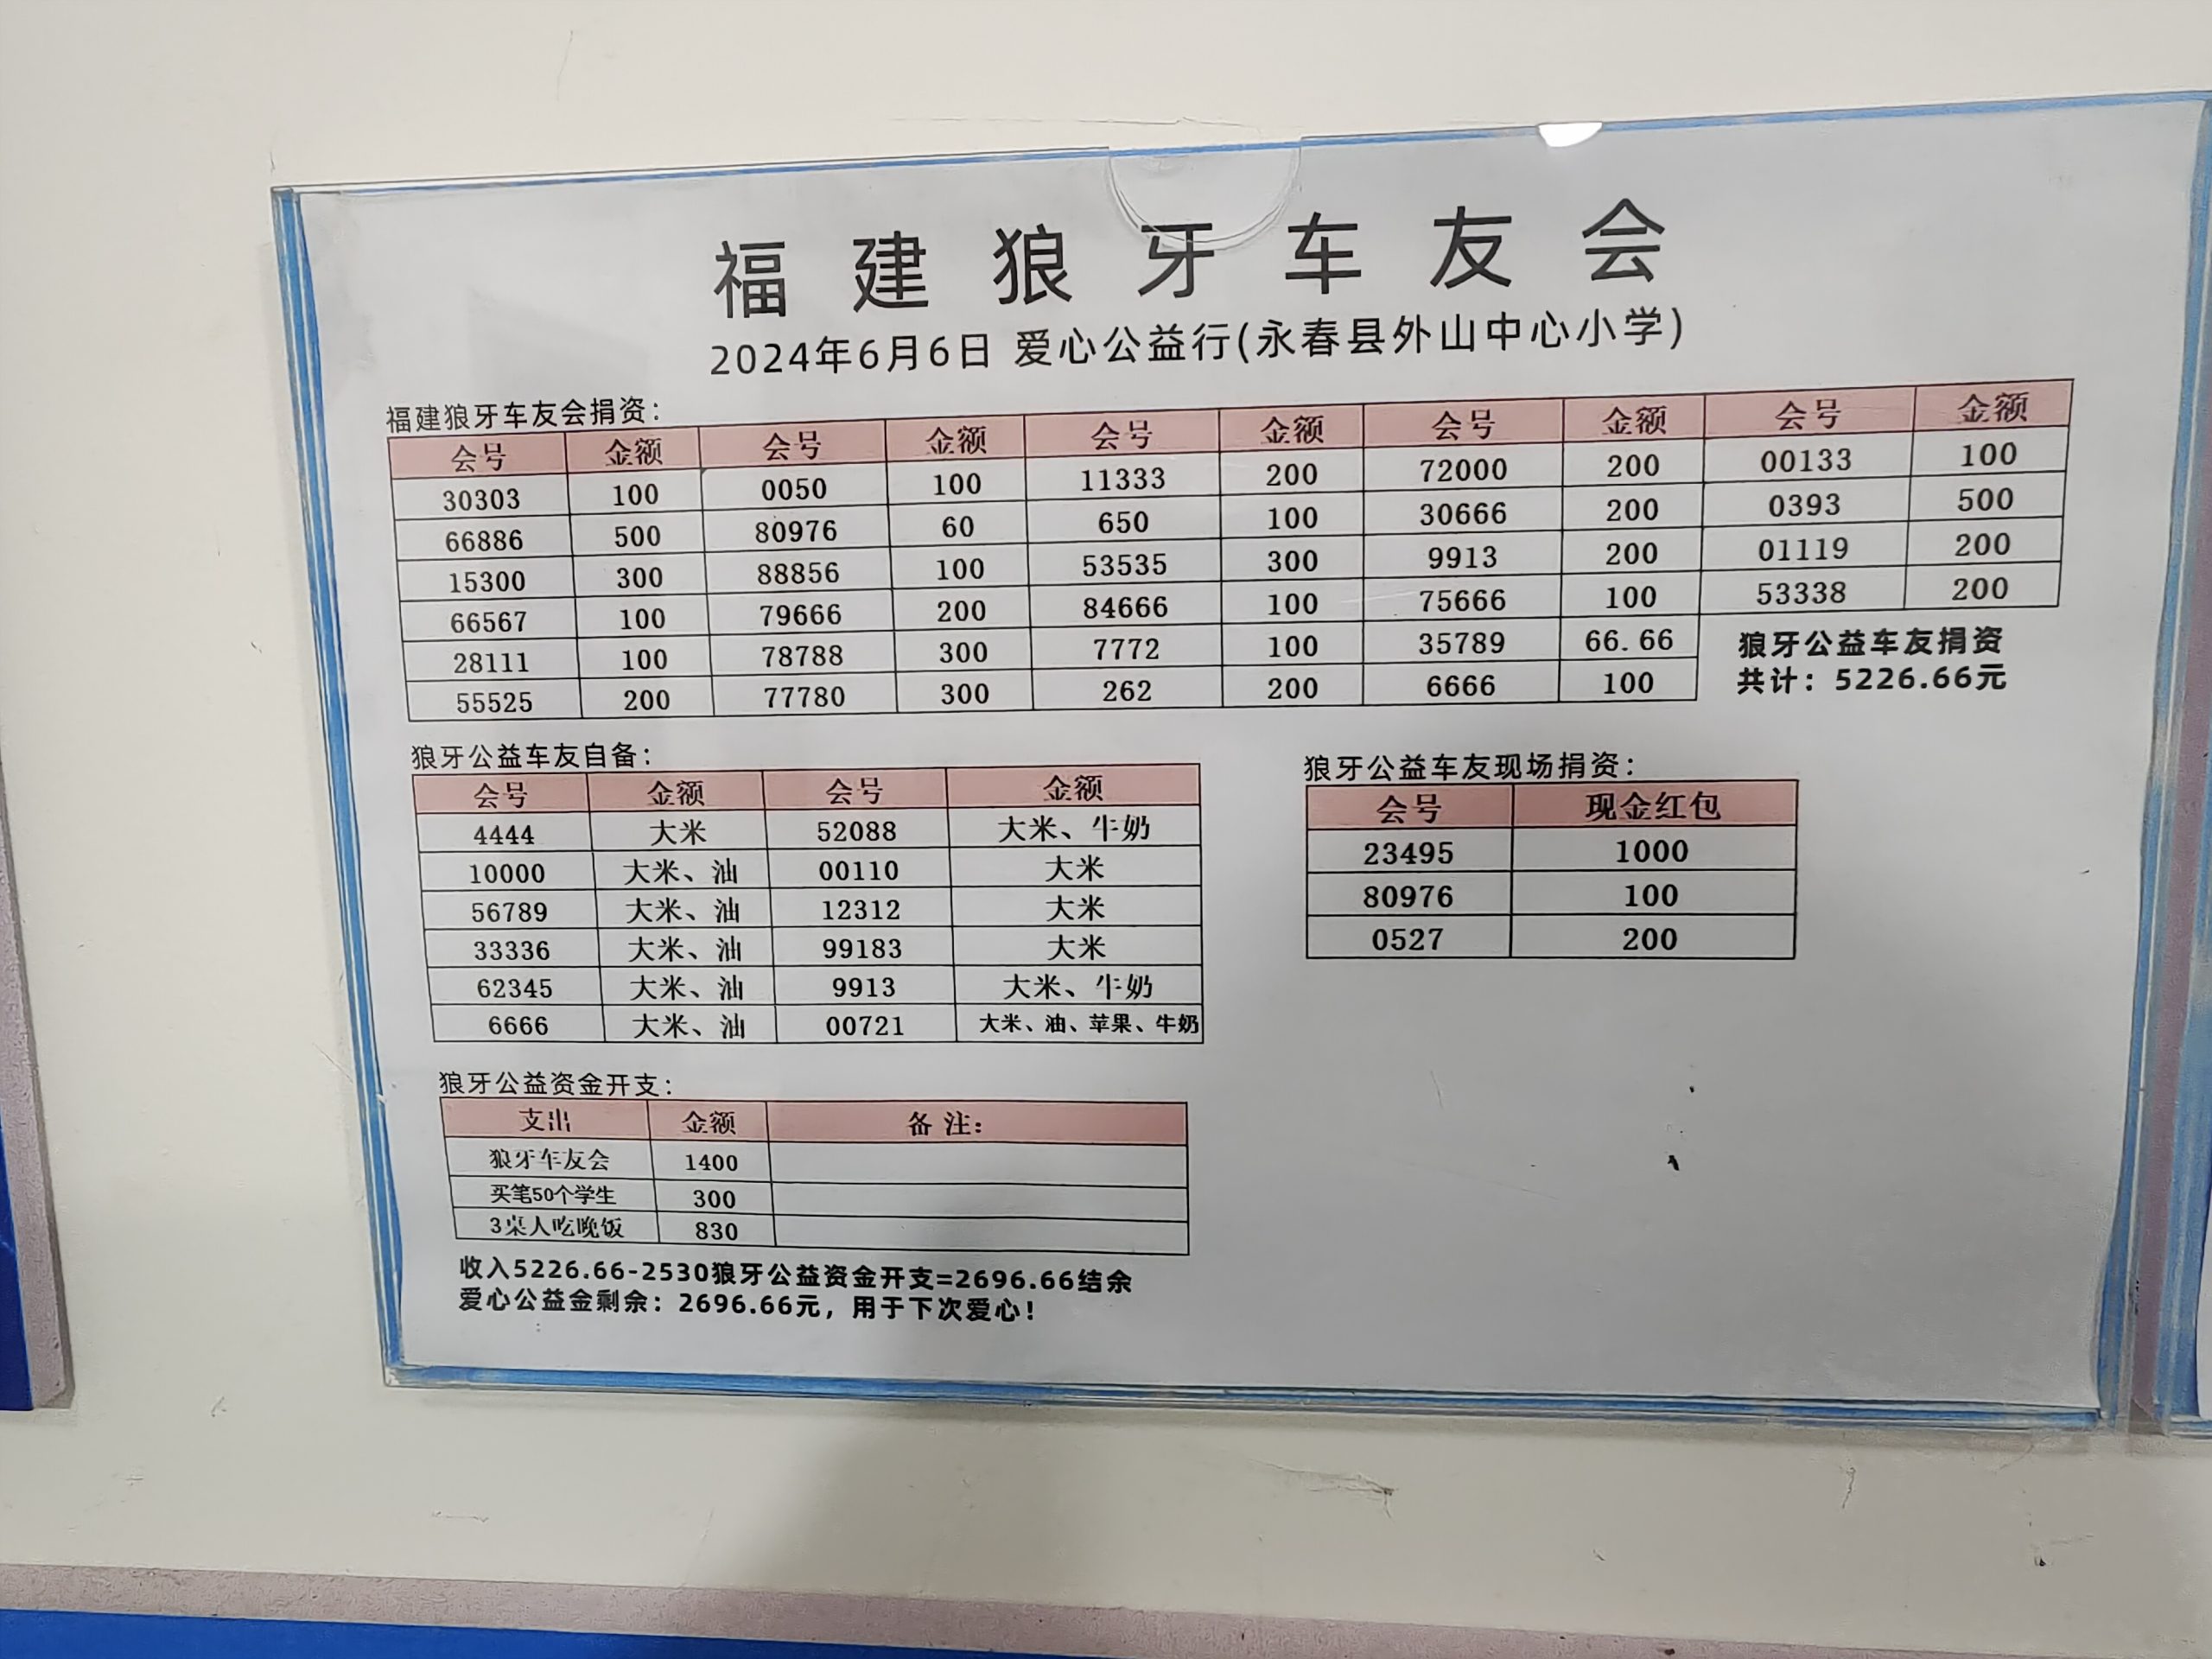 福建狼牙车友会
2024年6月6日 爱心公益行(永春县外山中心小学)
福建狼牙车友会捐资：
会号 金额 会号 金额 会号 金额 会号 金额 会号 金额
30303 100 0050 100 11333 200 72000 200 00133 100
66886 500 80976 60 650 100 30666 200 0393 500
15300 300 88856 100 53535 300 9913 200 01119 200
66567 100 79666 200 84666 100 75666 100 53338 200
28111 100 78788 300 7772 100 35789 66.66
55525 200 77780 300 262 200 6666 100
狼牙公益车友捐资
共计：5226.66元
狼牙公益车友自备：
会号 金额 会号 金额
4444 大米 52088 大米、牛奶
10000 大米、油 00110 大米
56789 大米、油 12312 大米
33336 大米、油 99183 大米
62345 大米、油 9913 大米、牛奶
6666 大米、油 00721 大米、油、苹果、牛奶
狼牙公益车友现场捐资：
会号 现金红包
23495 1000
80976 100
0527 200
狼牙公益资金开支：
支出 金额 备注：
狼牙车友会 1400
买笔50个学生 300
3桌人吃晚饭 830
收入5226.66-2530狼牙公益资金开支=2696.66结余
爱心公益金剩余：2696.66元，用于下次爱心！